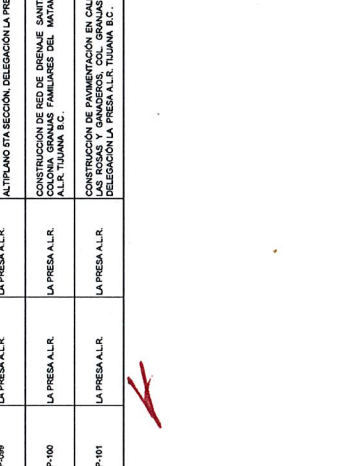 P-099
LA PRESA A.L.R.
LA PRESA A.L.R.
ALTIPLANO 5TA SECCIÓN, DELEGACIÓN LA PRE
P-100
LA PRESA A.L.R.
LA PRESA A.L.R.
CONSTRUCCIÓN DE RED DE DRENAJE SANIT
COLONIA GRANJAS FAMILIARES DEL MATAM
A.L.R. TIJUANA B.C.
P-101
LA PRESA A.L.R.
LA PRESA A.L.R.
CONSTRUCCIÓN DE PAVIMENTACIÓN EN CAL
LAS ROSAS Y GANADEROS, COL. GRANJAS
DELEGACIÓN LA PRESA A.L.R. TIJUANA B.C.